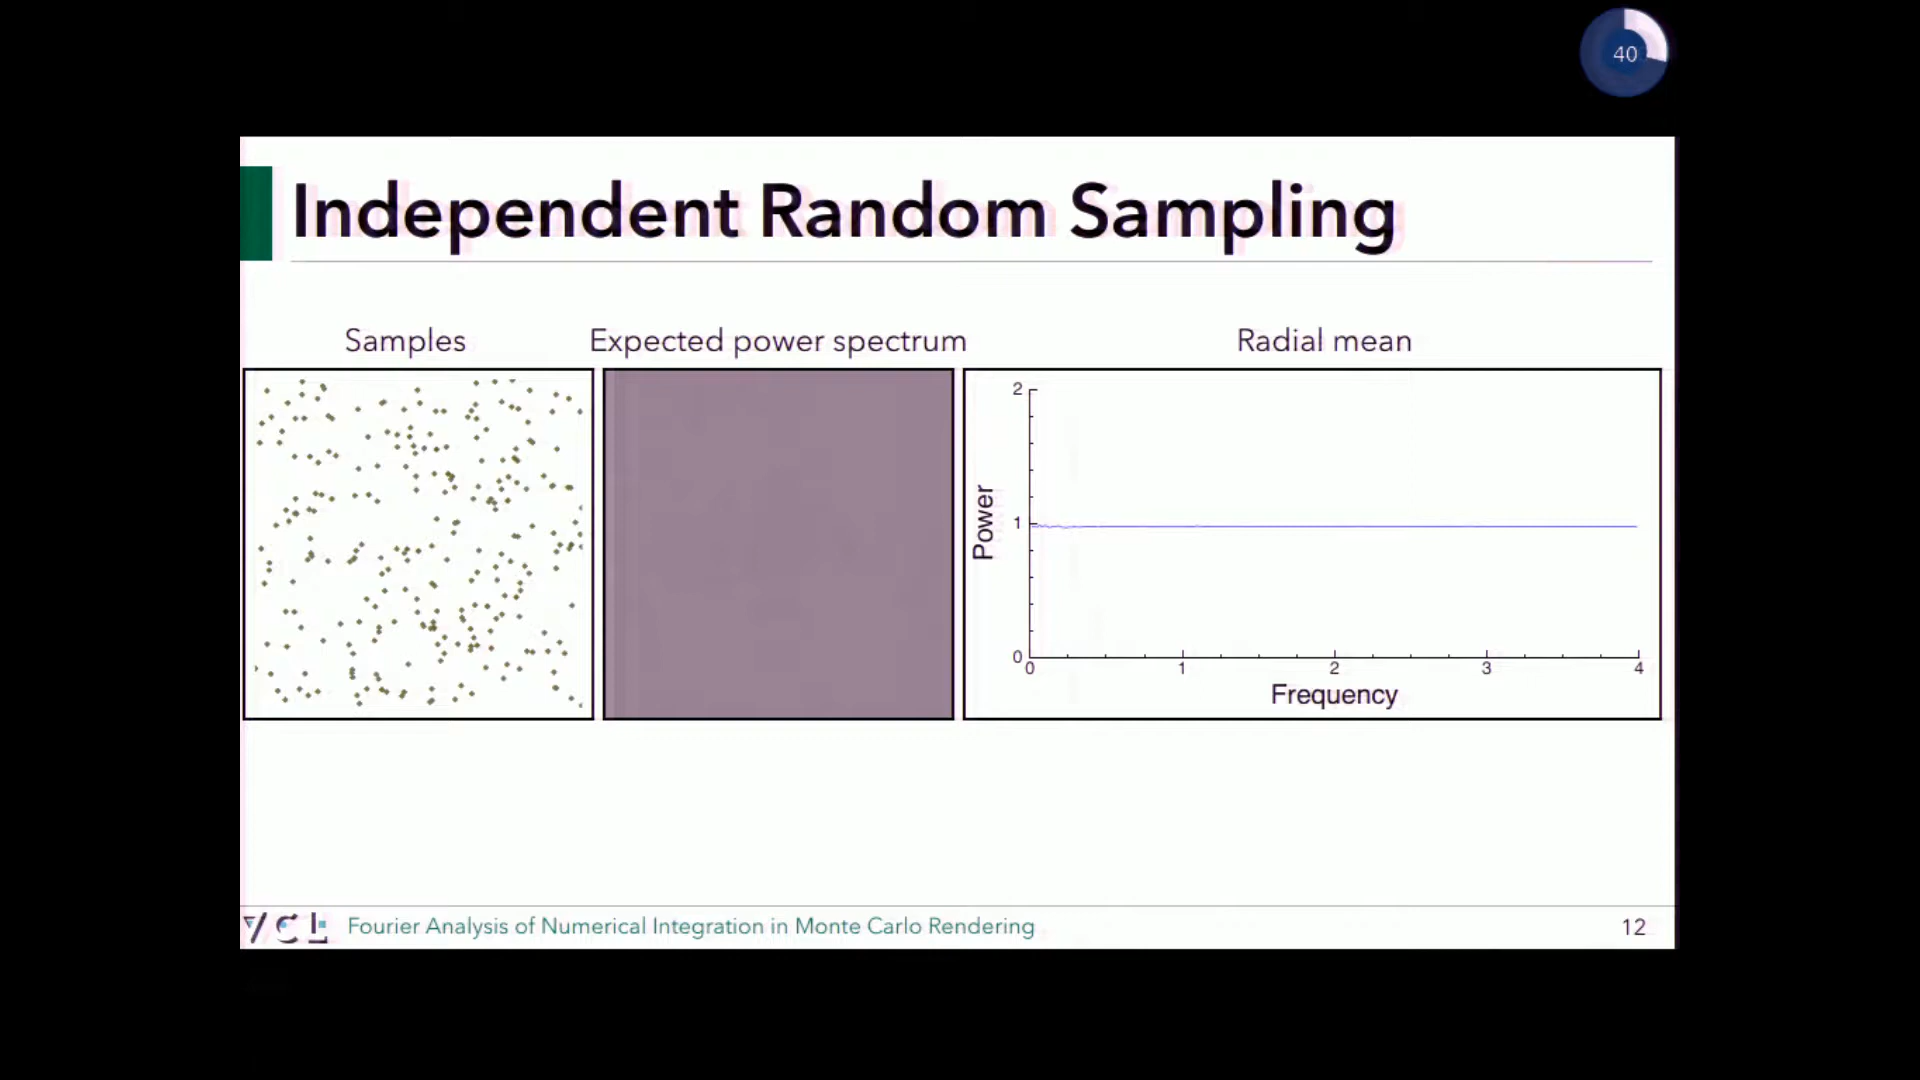 40
Independent Random Sampling
Samples
Expected power spectrum
Radial mean
2
1
0
Power
0 1 2 3 4
Frequency
VCL
Fourier Analysis of Numerical Integration in Monte Carlo Rendering
12